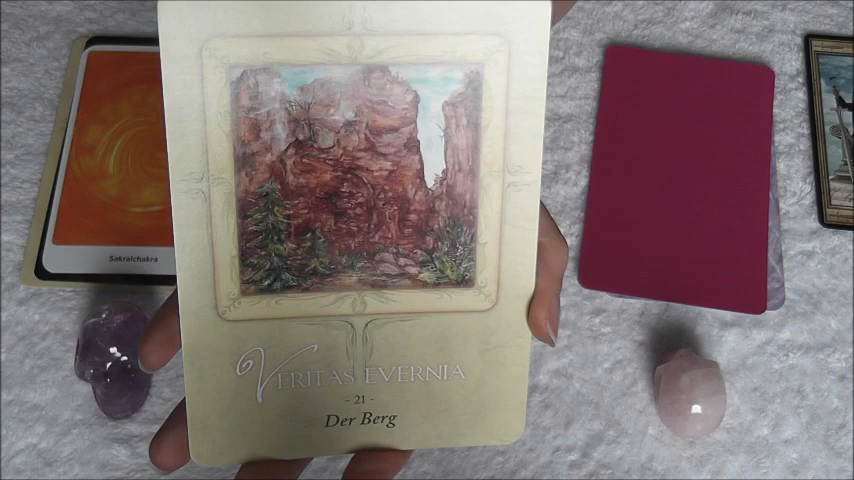 Sakralchakra
VERITAS EVERNIA
- 21 -
Der Berg